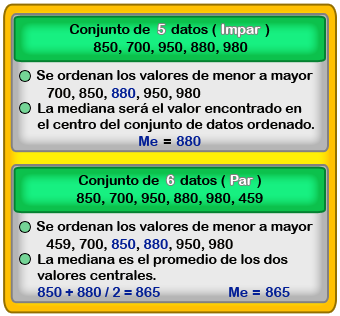 Conjunto de 5 datos ( Impar )
850, 700, 950, 880, 980
Se ordenan los valores de menor a mayor
700, 850, 880, 950, 980
La mediana será el valor encontrado en
el centro del conjunto de datos ordenado.
Me = 880
Conjunto de 6 datos ( Par )
850, 700, 950, 880, 980, 459
Se ordenan los valores de menor a mayor
459, 700, 850, 880, 950, 980
La mediana es el promedio de los dos
valores centrales.
850 + 880 / 2 = 865 Me = 865